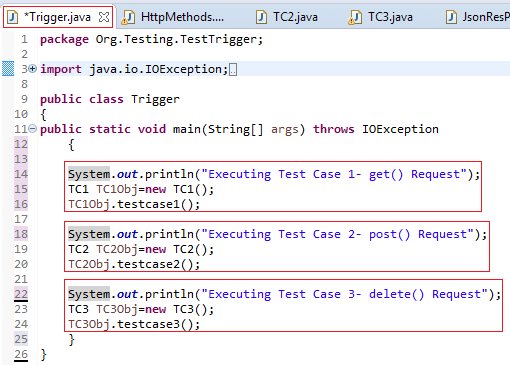 *Trigger.java
HttpMethods....
TC2.java
TC3.java
JsonResP
1 package Org.Testing.TestTrigger;
2
3 import java.io.IOException;
8
9 public class Trigger
10 {
11 public static void main(String[] args) throws IOException
12 {
13
14 System.out.println("Executing Test Case 1- get() Request");
15 TC1 TC1Obj=new TC1();
16 TC1Obj.testcase1();
17
18 System.out.println("Executing Test Case 2- post() Request");
19 TC2 TC2Obj=new TC2();
20 TC2Obj.testcase2();
21
22 System.out.println("Executing Test Case 3- delete() Request");
23 TC3 TC3Obj=new TC3();
24 TC3Obj.testcase3();
25 }
26 }